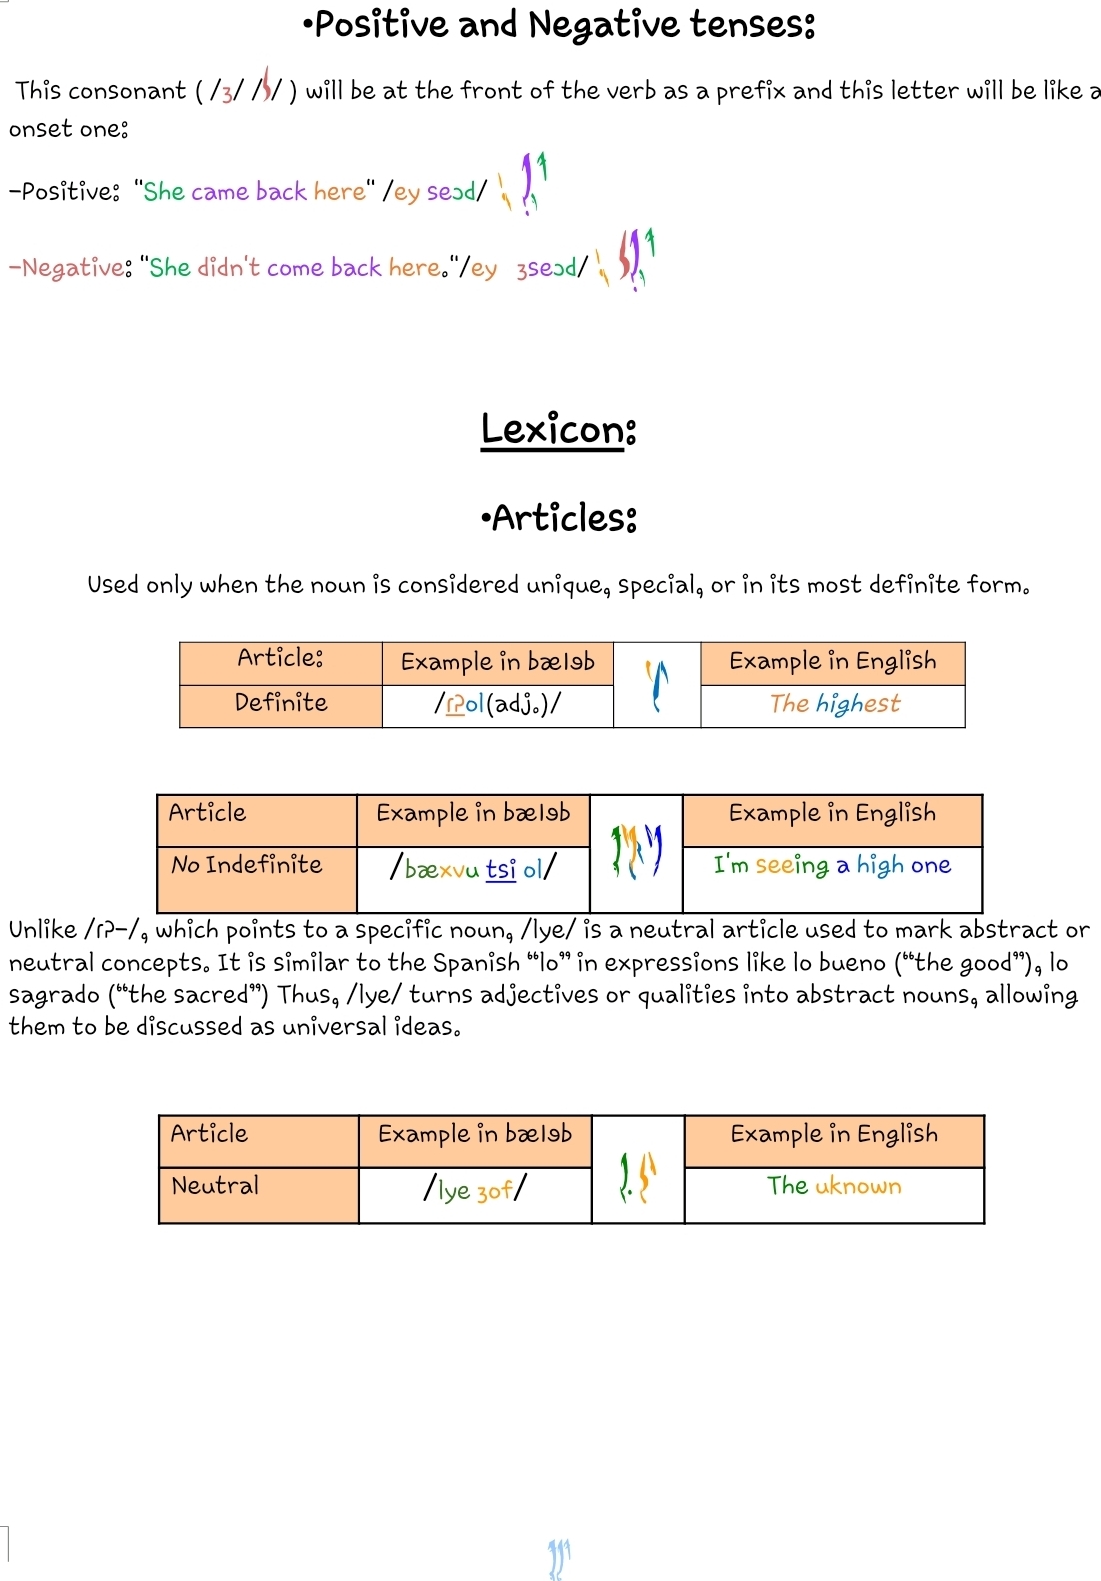 •Positive and Negative tenses:
This consonant ( /ʒ/ / / ) will be at the front of the verb as a prefix and this letter will be like a
onset one:
-Positive: "She came back here" /ey seɔd/
-Negative: "She didn't come back here."/ey ʒseɔd/
Lexicon:
•Articles:
Used only when the noun is considered unique, special, or in its most definite form.
Article: Example in bælɘb Example in English
Definite /ɾʔol(adj.)/ The highest
Article Example in bælɘb Example in English
No Indefinite /bæxvu tsi ol/ I'm seeing a high one
Unlike /ɾʔ-/, which points to a specific noun, /lye/ is a neutral article used to mark abstract or
neutral concepts. It is similar to the Spanish “lo” in expressions like lo bueno (“the good”), lo
sagrado (“the sacred”) Thus, /lye/ turns adjectives or qualities into abstract nouns, allowing
them to be discussed as universal ideas.
Article Example in bælɘb Example in English
Neutral /lye ʒof/ The uknown